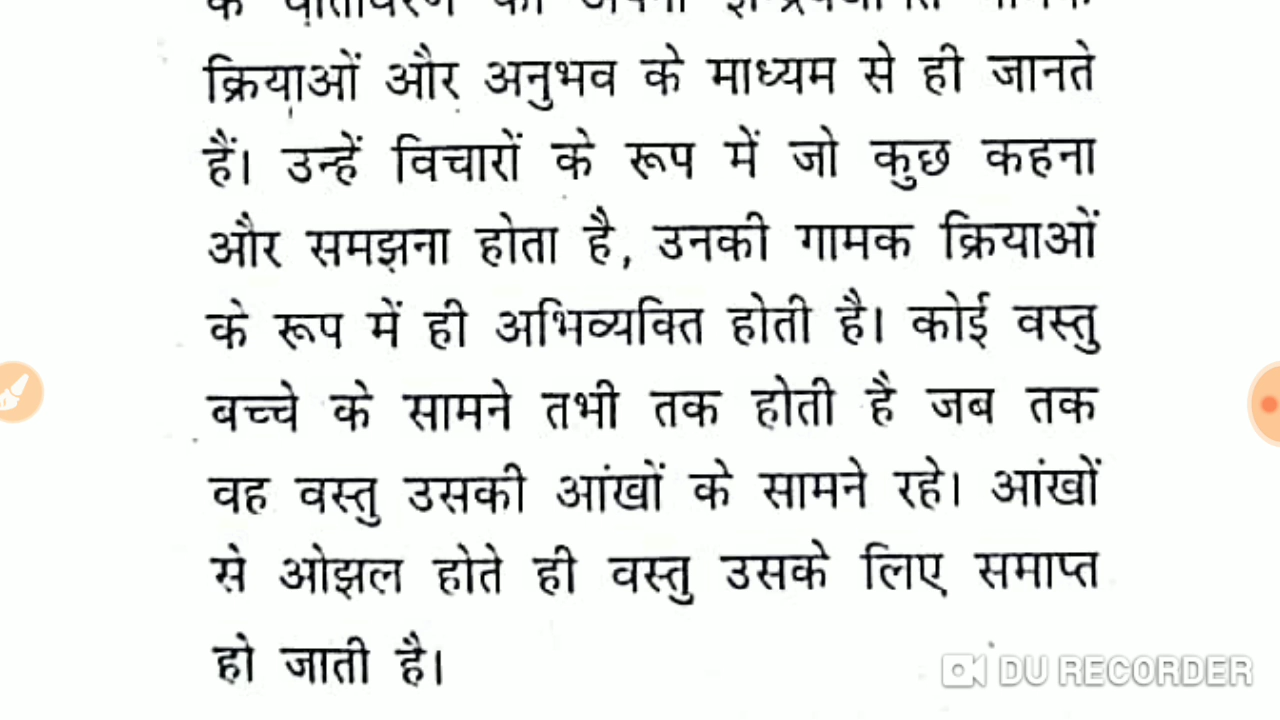 क्रियाओं और अनुभव के माध्यम से ही जानते
हैं। उन्हें विचारों के रूप में जो कुछ कहना
और समझना होता है, उनकी गामक क्रियाओं
के रूप में ही अभिव्यक्ति होती है। कोई वस्तु
बच्चे के सामने तभी तक होती है जब तक
वह वस्तु उसकी आंखों के सामने रहे। आंखों
से ओझल होते ही वस्तु उसके लिए समाप्त
हो जाती है।
DU RECORDER